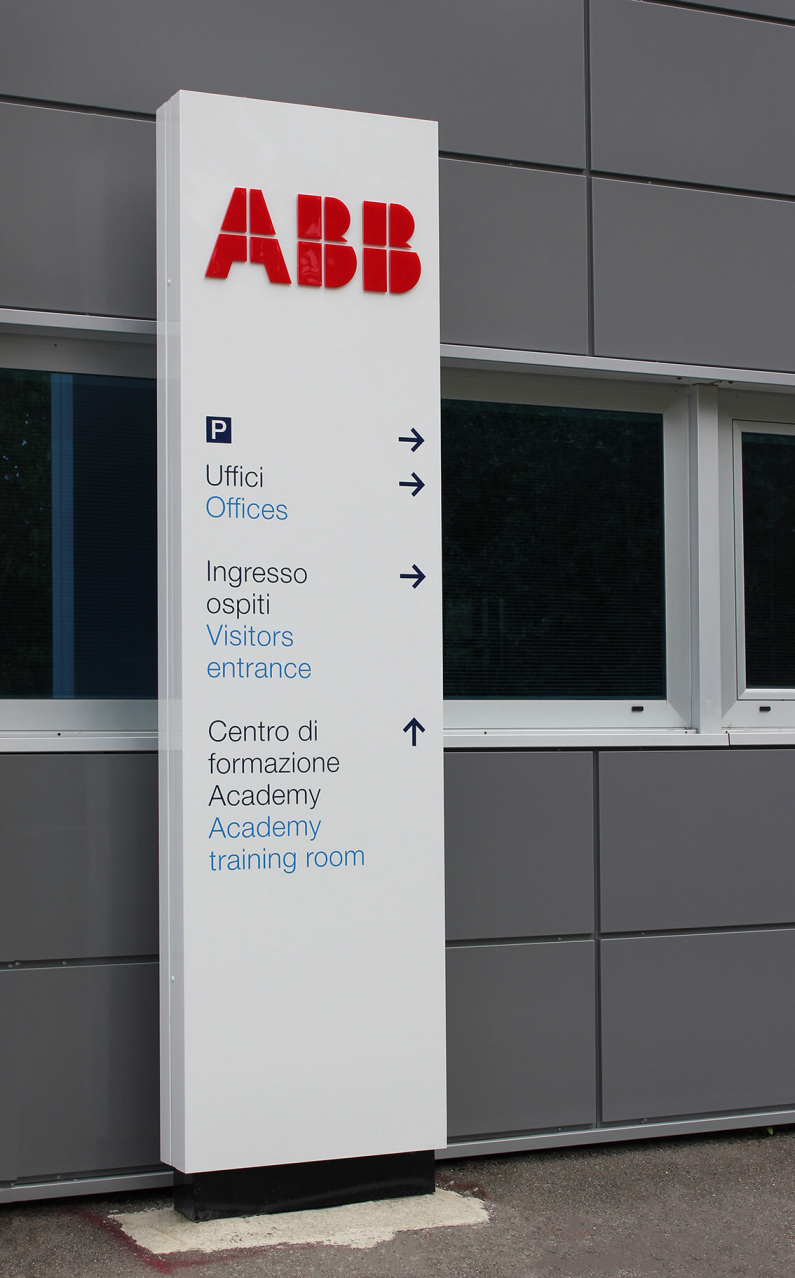 ABB
P →
Uffici →
Offices
Ingresso →
ospiti
Visitors
entrance
Centro di ↑
formazione
Academy
Academy
training room